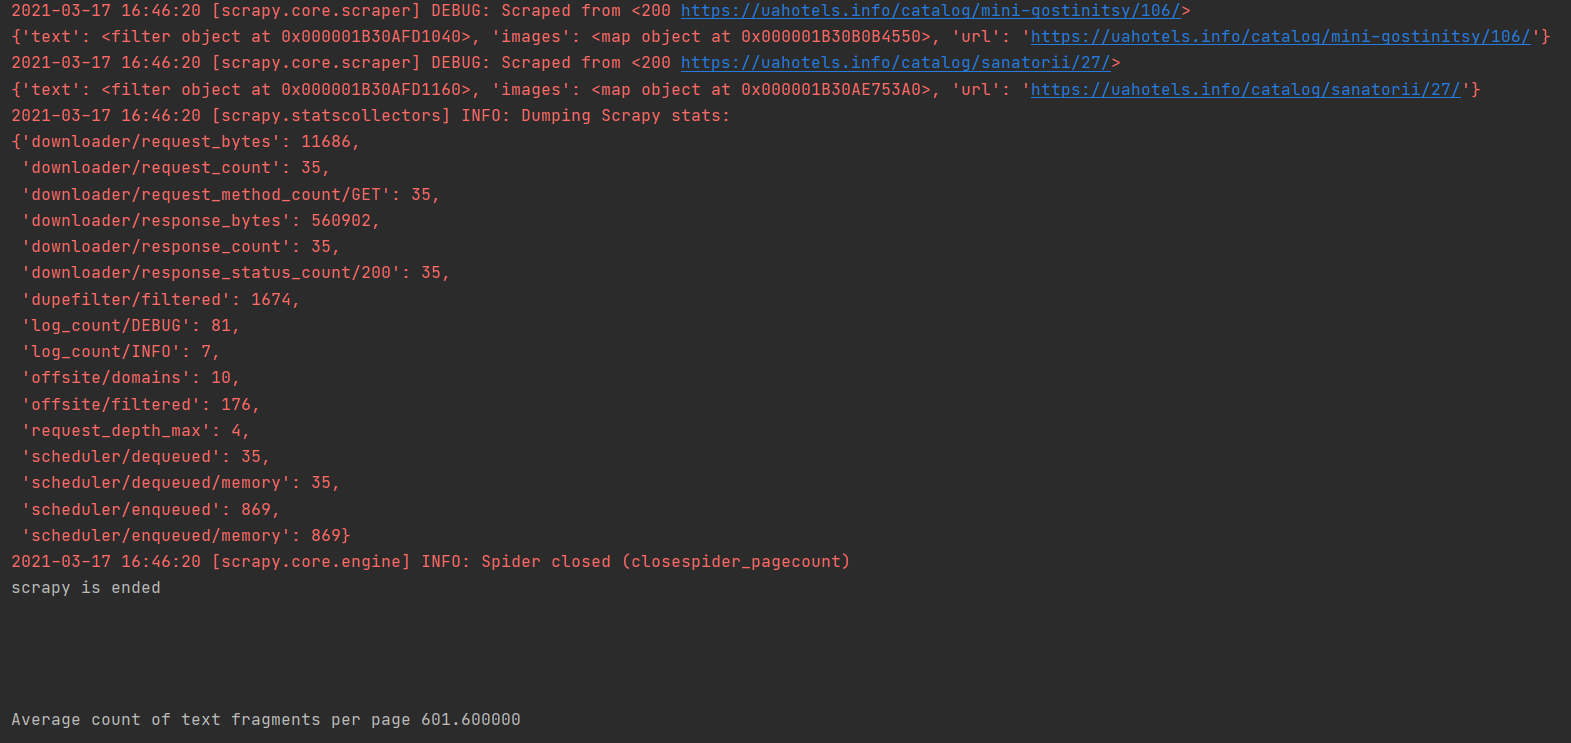 2021-03-17 16:46:20 [scrapy.core.scraper] DEBUG: Scraped from <200 https://uahotels.info/catalog/mini-gostinitsy/106/>
{'text': <filter object at 0x000001B30AFD1040>, 'images': <map object at 0x000001B30B0B4550>, 'url': 'https://uahotels.info/catalog/mini-gostinitsy/106/'}
2021-03-17 16:46:20 [scrapy.core.scraper] DEBUG: Scraped from <200 https://uahotels.info/catalog/sanatorii/27/>
{'text': <filter object at 0x000001B30AFD1160>, 'images': <map object at 0x000001B30AE753A0>, 'url': 'https://uahotels.info/catalog/sanatorii/27/'}
2021-03-17 16:46:20 [scrapy.statscollectors] INFO: Dumping Scrapy stats:
{'downloader/request_bytes': 11686,
 'downloader/request_count': 35,
 'downloader/request_method_count/GET': 35,
 'downloader/response_bytes': 560902,
 'downloader/response_count': 35,
 'downloader/response_status_count/200': 35,
 'dupefilter/filtered': 1674,
 'log_count/DEBUG': 81,
 'log_count/INFO': 7,
 'offsite/domains': 10,
 'offsite/filtered': 176,
 'request_depth_max': 4,
 'scheduler/dequeued': 35,
 'scheduler/dequeued/memory': 35,
 'scheduler/enqueued': 869,
 'scheduler/enqueued/memory': 869}
2021-03-17 16:46:20 [scrapy.core.engine] INFO: Spider closed (closespider_pagecount)
scrapy is ended
Average count of text fragments per page 601.600000